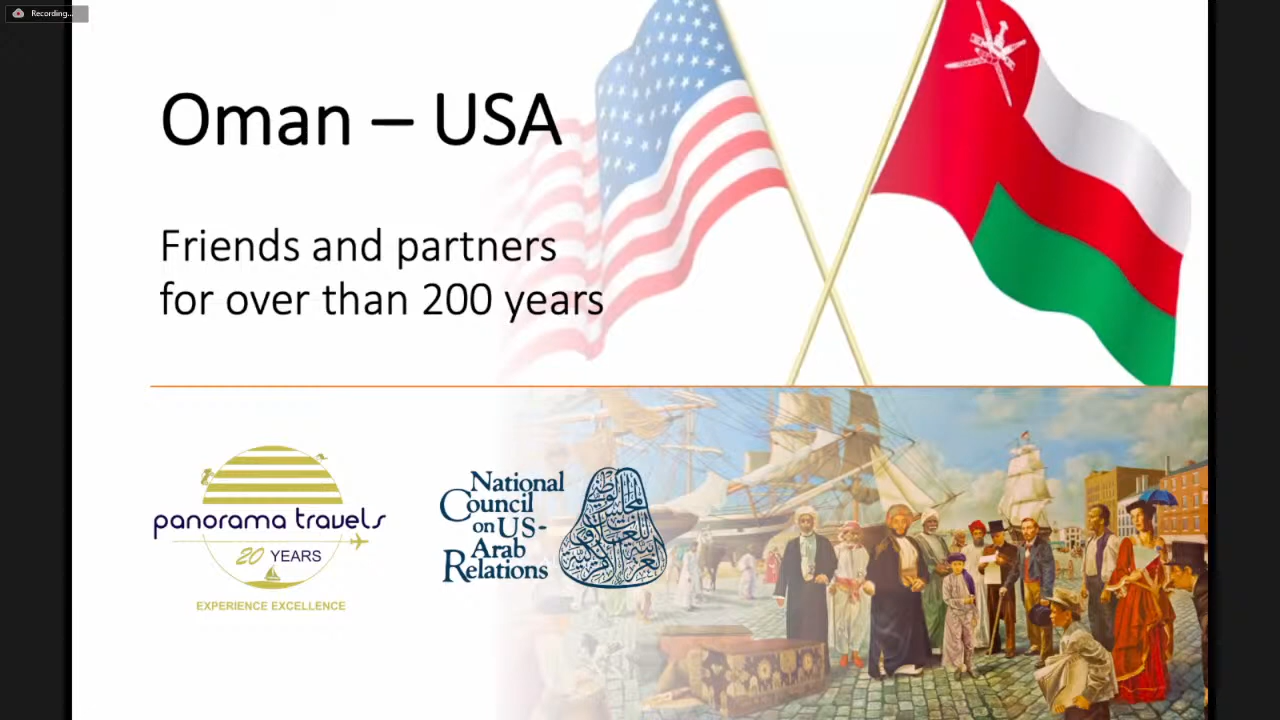 Recording...
Oman – USA
Friends and partners
for over than 200 years
panorama travels
20 YEARS
EXPERIENCE EXCELLENCE
National
Council
on US-
Arab
Relations